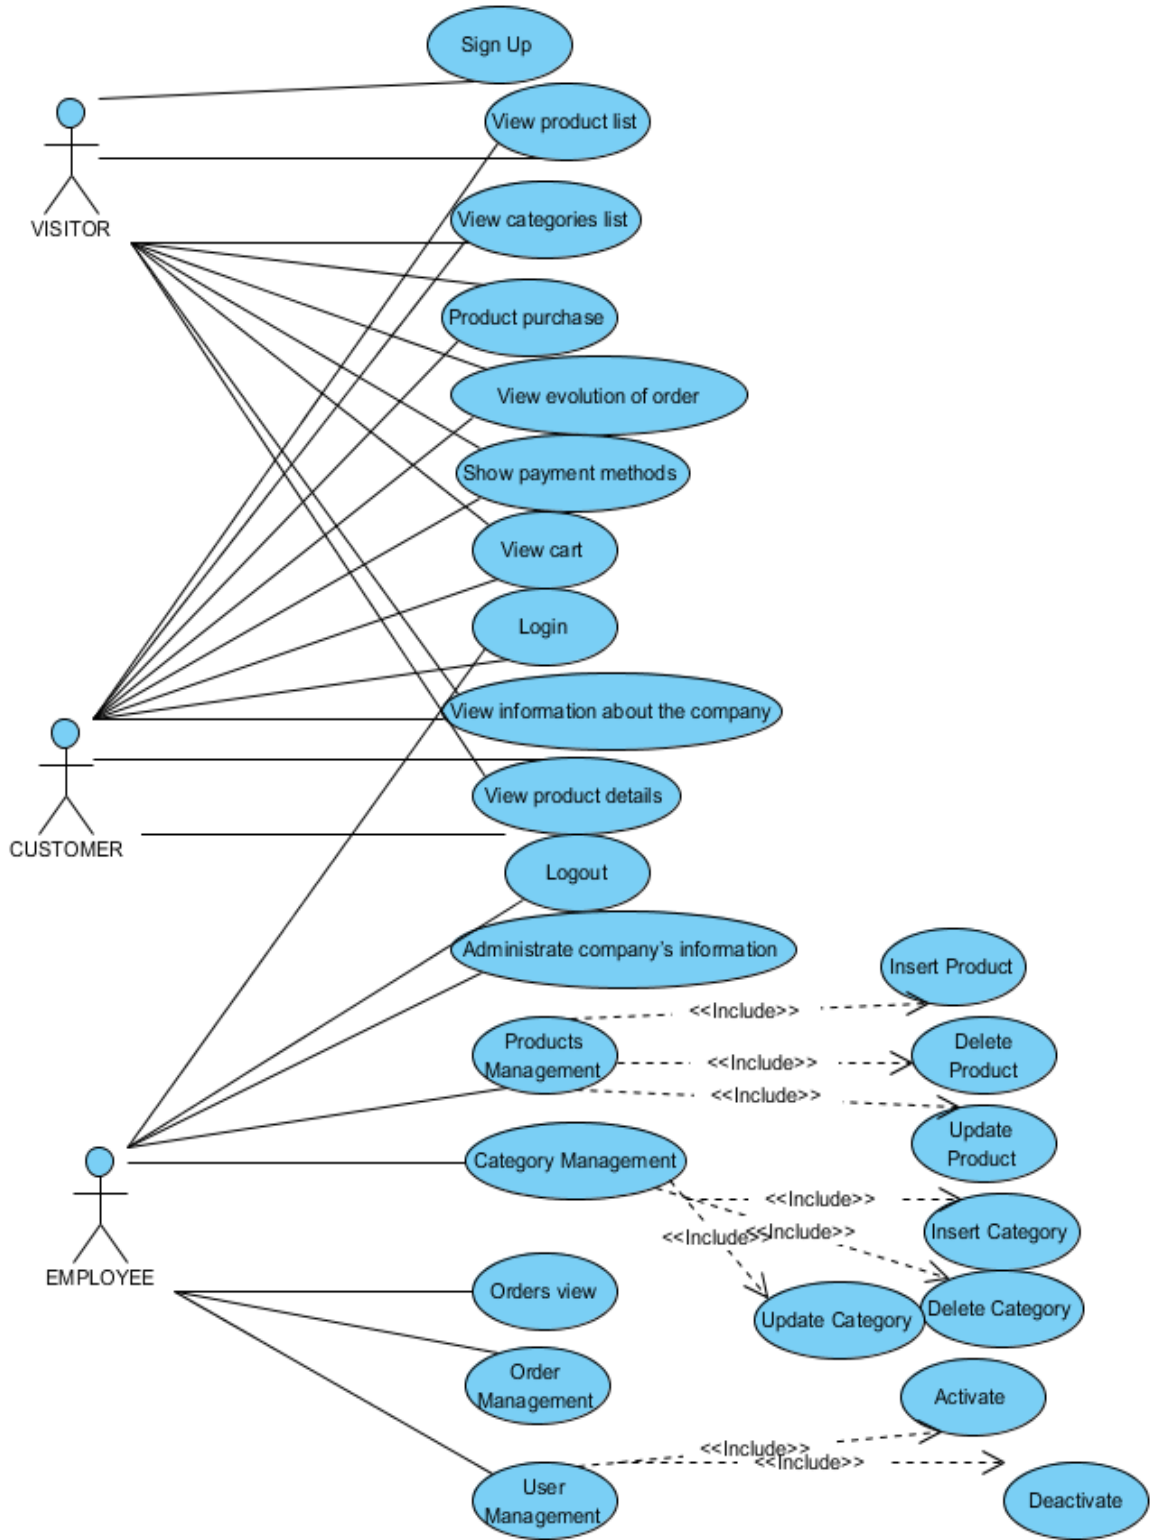 Sign Up
View product list
VISITOR
View categories list
Product purchase
View evolution of order
Show payment methods
View cart
Login
View information about the company
View product details
CUSTOMER
Logout
Administrate company's information
Insert Product
<<Include>>
Products
Management
<<Include>>
Delete
Product
<<Include>>
Update
Product
Category Management
<<Include>>
Insert Category
<<Include>>
<<Include>>
EMPLOYEE
Orders view
Update Category
Delete Category
Order
Management
Activate
<<Include>>
<<Include>>
User
Management
Deactivate